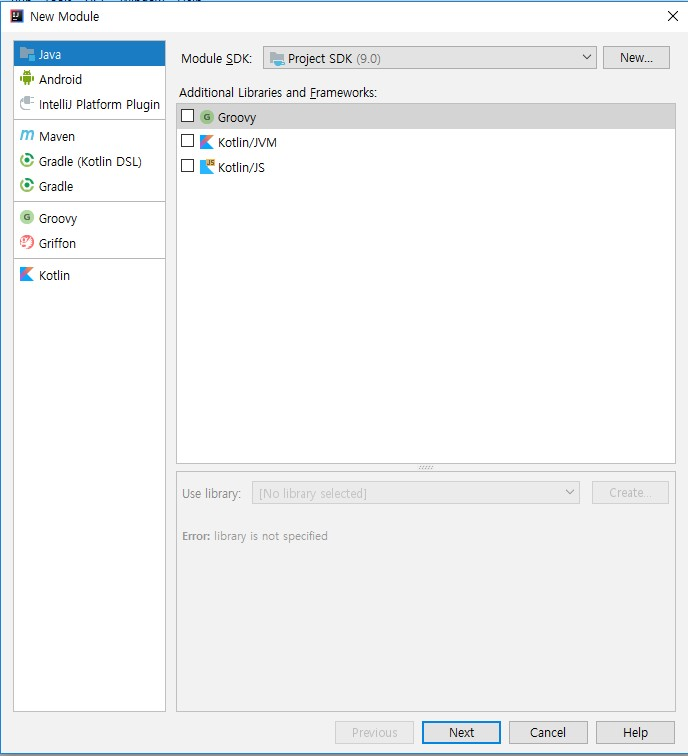 New Module
Java
Android
IntelliJ Platform Plugin
Maven
Gradle (Kotlin DSL)
Gradle
Groovy
Griffon
Kotlin
Module SDK: Project SDK (9.0) New...
Additional Libraries and Frameworks:
Groovy
Kotlin/JVM
Kotlin/JS
Use library: [No library selected] Create...
Error: library is not specified
Previous Next Cancel Help